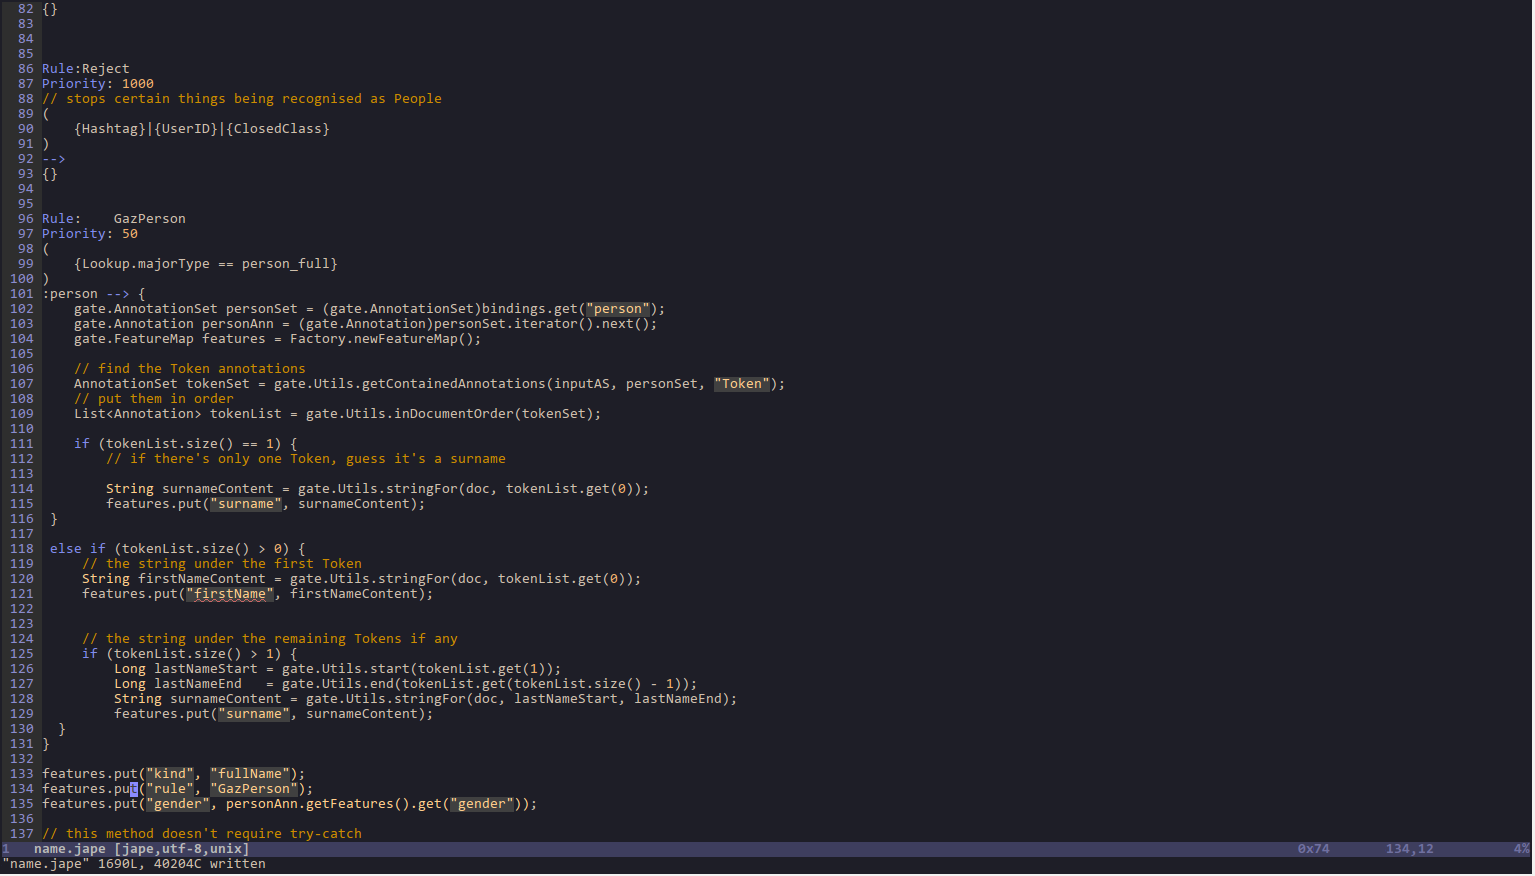 82 {}
83
84
85
86 Rule:Reject
87 Priority: 1000
88 // stops certain things being recognised as People
89 (
90     {Hashtag}|{UserID}|{ClosedClass}
91 )
92 -->
93 {}
94
95
96 Rule:    GazPerson
97 Priority: 50
98 (
99     {Lookup.majorType == person_full}
100 )
101 :person --> {
102     gate.AnnotationSet personSet = (gate.AnnotationSet)bindings.get("person");
103     gate.Annotation personAnn = (gate.Annotation)personSet.iterator().next();
104     gate.FeatureMap features = Factory.newFeatureMap();
105
106     // find the Token annotations
107     AnnotationSet tokenSet = gate.Utils.getContainedAnnotations(inputAS, personSet, "Token");
108     // put them in order
109     List<Annotation> tokenList = gate.Utils.inDocumentOrder(tokenSet);
110
111     if (tokenList.size() == 1) {
112         // if there's only one Token, guess it's a surname
113
114         String surnameContent = gate.Utils.stringFor(doc, tokenList.get(0));
115         features.put("surname", surnameContent);
116  }
117
118  else if (tokenList.size() > 0) {
119      // the string under the first Token
120      String firstNameContent = gate.Utils.stringFor(doc, tokenList.get(0));
121      features.put("firstName", firstNameContent);
122
123
124      // the string under the remaining Tokens if any
125      if (tokenList.size() > 1) {
126          Long lastNameStart = gate.Utils.start(tokenList.get(1));
127          Long lastNameEnd   = gate.Utils.end(tokenList.get(tokenList.size() - 1));
128          String surnameContent = gate.Utils.stringFor(doc, lastNameStart, lastNameEnd);
129          features.put("surname", surnameContent);
130   }
131 }
132
133 features.put("kind", "fullName");
134 features.put("rule", "GazPerson");
135 features.put("gender", personAnn.getFeatures().get("gender"));
136
137 // this method doesn't require try-catch
1   name.jape [jape,utf-8,unix] 0x74 134,12 4%
"name.jape" 1690L, 40204C written